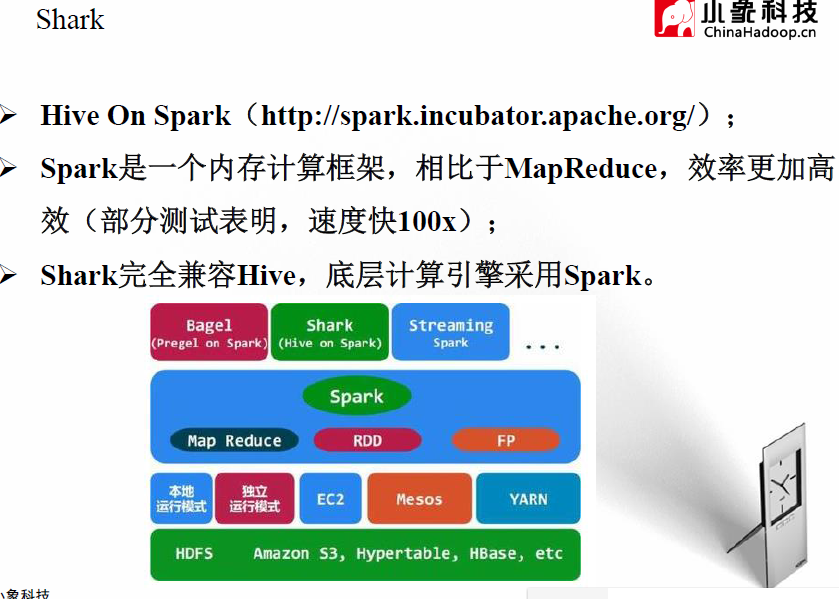 Shark
小象科技
ChinaHadoop.cn
Hive On Spark（http://spark.incubator.apache.org/）；
Spark是一个内存计算框架，相比于MapReduce，效率更加高
效（部分测试表明，速度快100x）；
Shark完全兼容Hive，底层计算引擎采用Spark。
Bagel
(Pregel on Spark)
Shark
(Hive on Spark)
Streaming
Spark
...
Spark
Map Reduce
RDD
FP
本地
运行模式
独立
运行模式
EC2
Mesos
YARN
HDFS Amazon S3, Hypertable, HBase, etc
小象科技